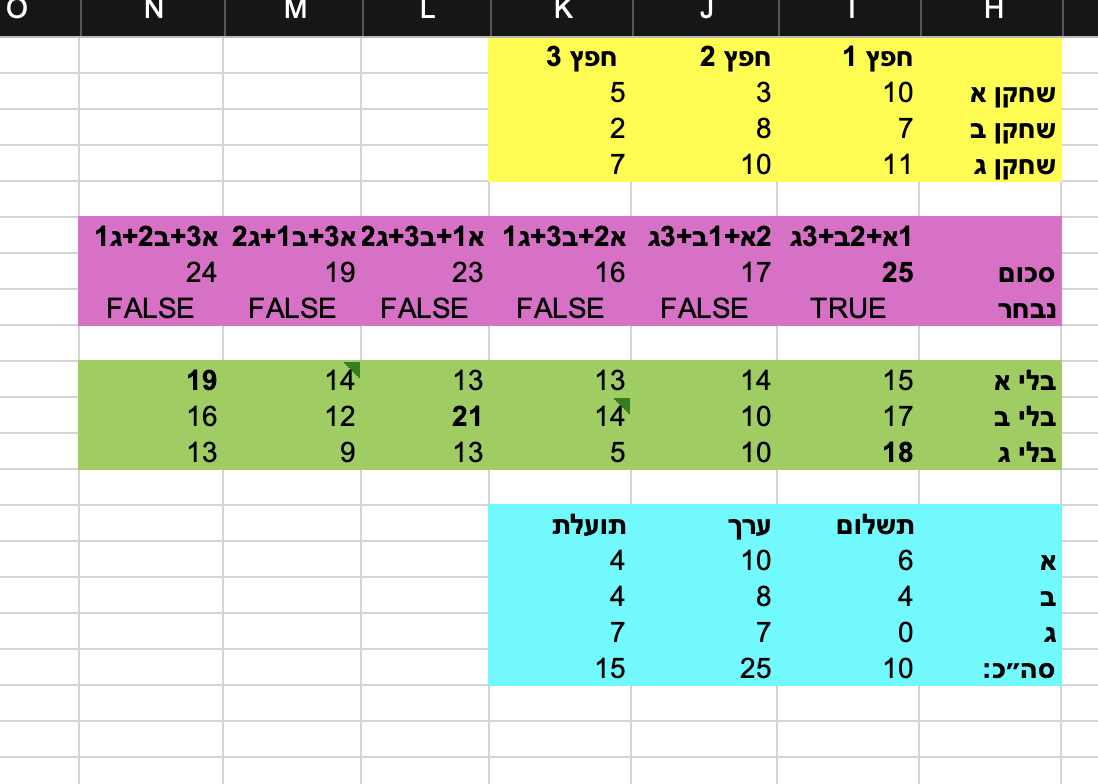 H I J K L M N O
חפץ 1 חפץ 2 חפץ 3
שחקן א 10 3 5
שחקן ב 7 8 2
שחקן ג 11 10 7
א1+ב2+ג3 א2+ב1+ג3 א2+ב3+ג1 א1+ב3+ג2 א3+ב1+ג2 א3+ב2+ג1
סכום 25 17 16 23 19 24
נבחר TRUE FALSE FALSE FALSE FALSE FALSE
בלי א 15 14 13 13 14 19
בלי ב 17 10 14 21 12 16
בלי ג 18 10 5 13 9 13
תשלום ערך תועלת
א 6 10 4
ב 4 8 4
ג 0 7 7
סה״כ: 10 25 15